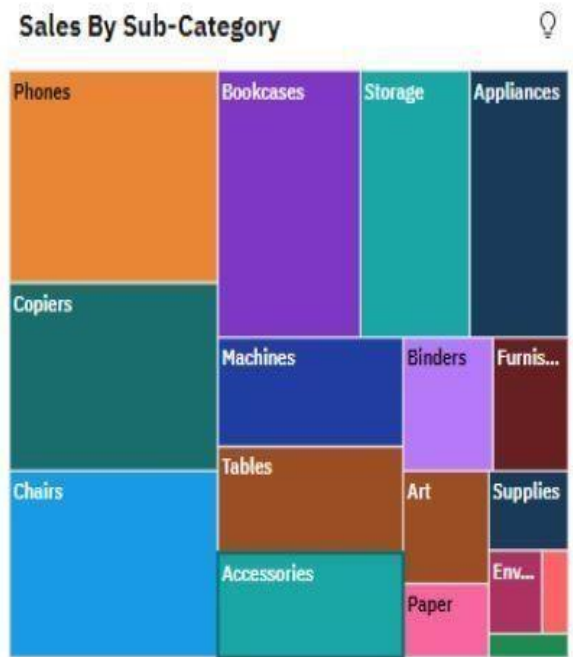 Sales By Sub-Category
Phones
Bookcases
Storage
Appliances
Copiers
Machines
Binders
Furnis...
Tables
Chairs
Art
Supplies
Accessories
Env...
Paper